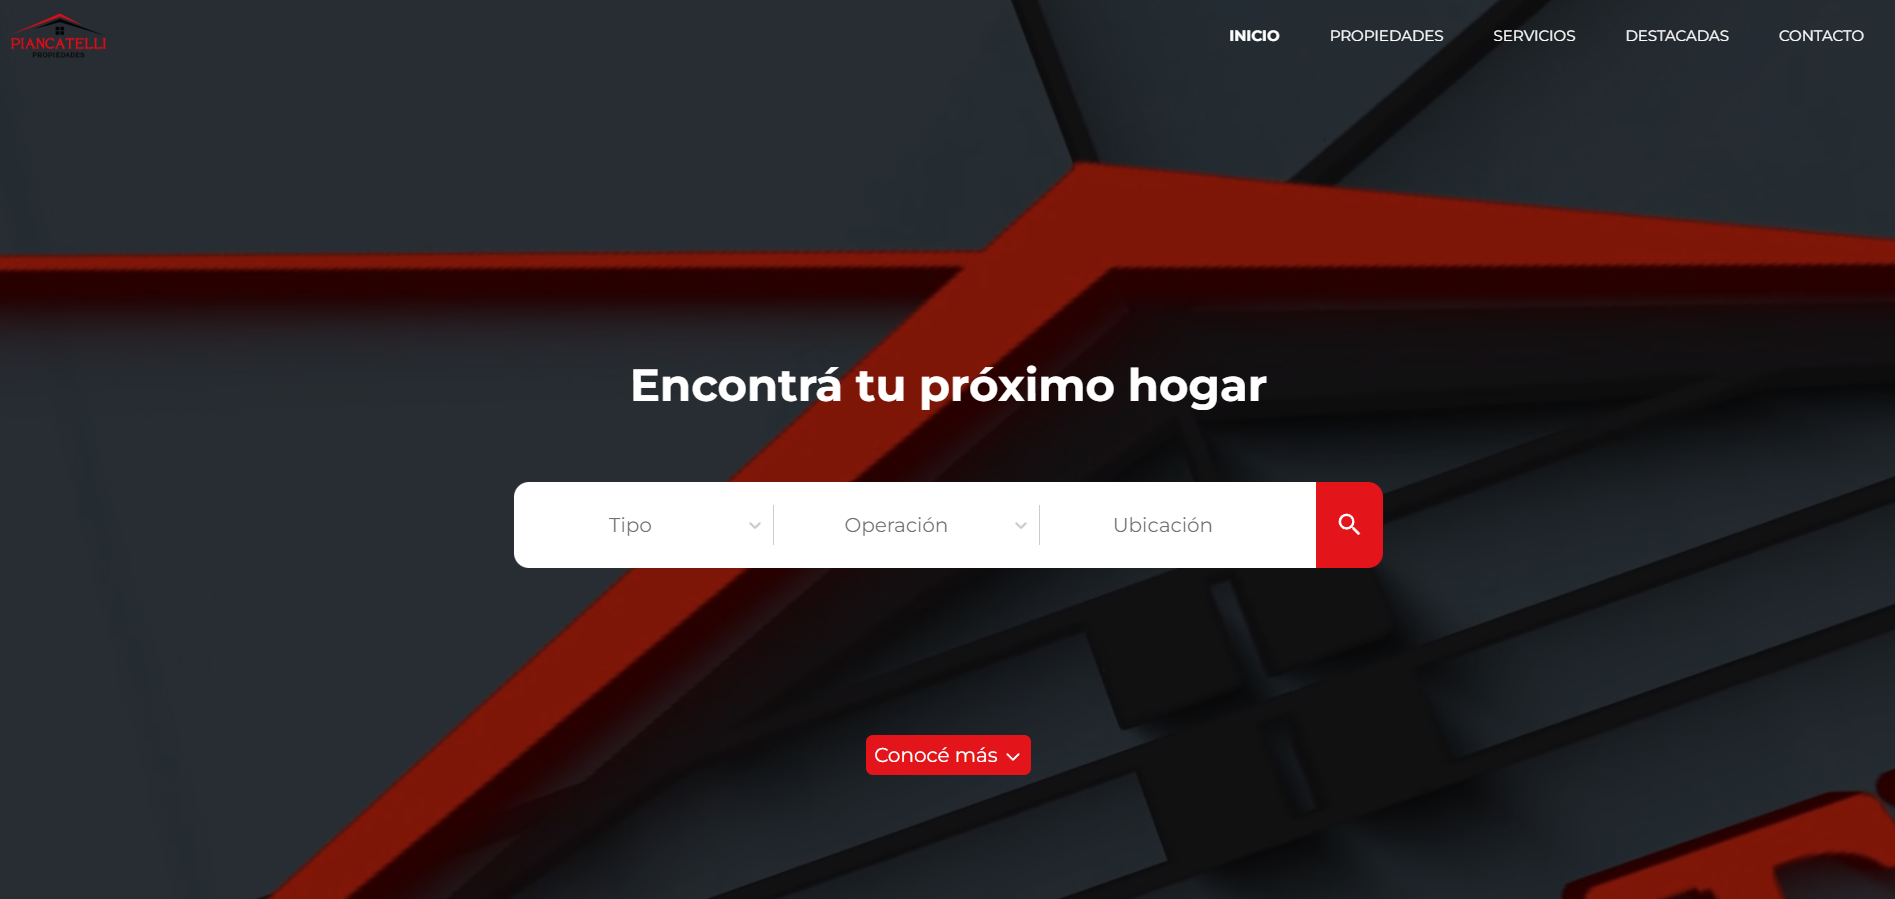 PIANCATELLI
PROPIEDADES
INICIO PROPIEDADES SERVICIOS DESTACADAS CONTACTO
Encontrá tu próximo hogar
Tipo Operación Ubicación
Conocé más